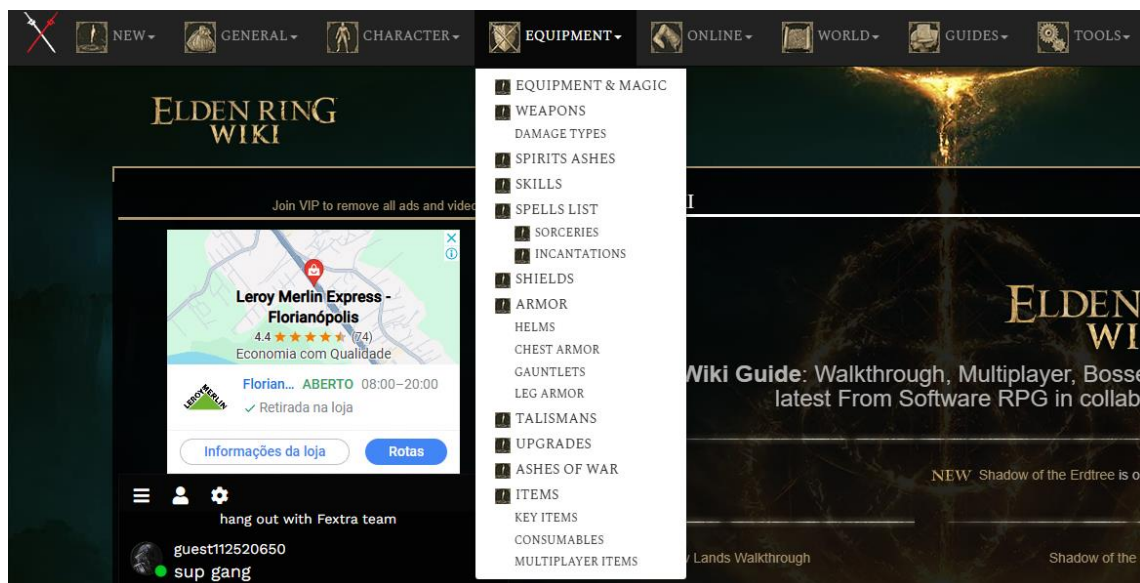 NEW
GENERAL
CHARACTER
EQUIPMENT
ONLINE
WORLD
GUIDES
TOOLS
ELDEN RING
WIKI
EQUIPMENT & MAGIC
WEAPONS
DAMAGE TYPES
SPIRITS ASHES
SKILLS
SPELLS LIST
SORCERIES
INCANTATIONS
SHIELDS
ARMOR
HELMS
CHEST ARMOR
GAUNTLETS
LEG ARMOR
TALISMANS
UPGRADES
ASHES OF WAR
ITEMS
KEY ITEMS
CONSUMABLES
MULTIPLAYER ITEMS
Join VIP to remove all ads and
Leroy Merlin Express -
Florianópolis
4.4 (74)
Economia com Qualidade
LEROY MERLIN
Florian... ABERTO 08:00–20:00
Retirada na loja
Informações da loja
Rotas
hang out with Fextra team
guest112520650
sup gang
ELDEN
Wiki Guide: Walkthrough, Multiplayer,
latest From Software RPG in
NEW Shadow of the Erdtree is
Lands Walkthrough
Shadow of the